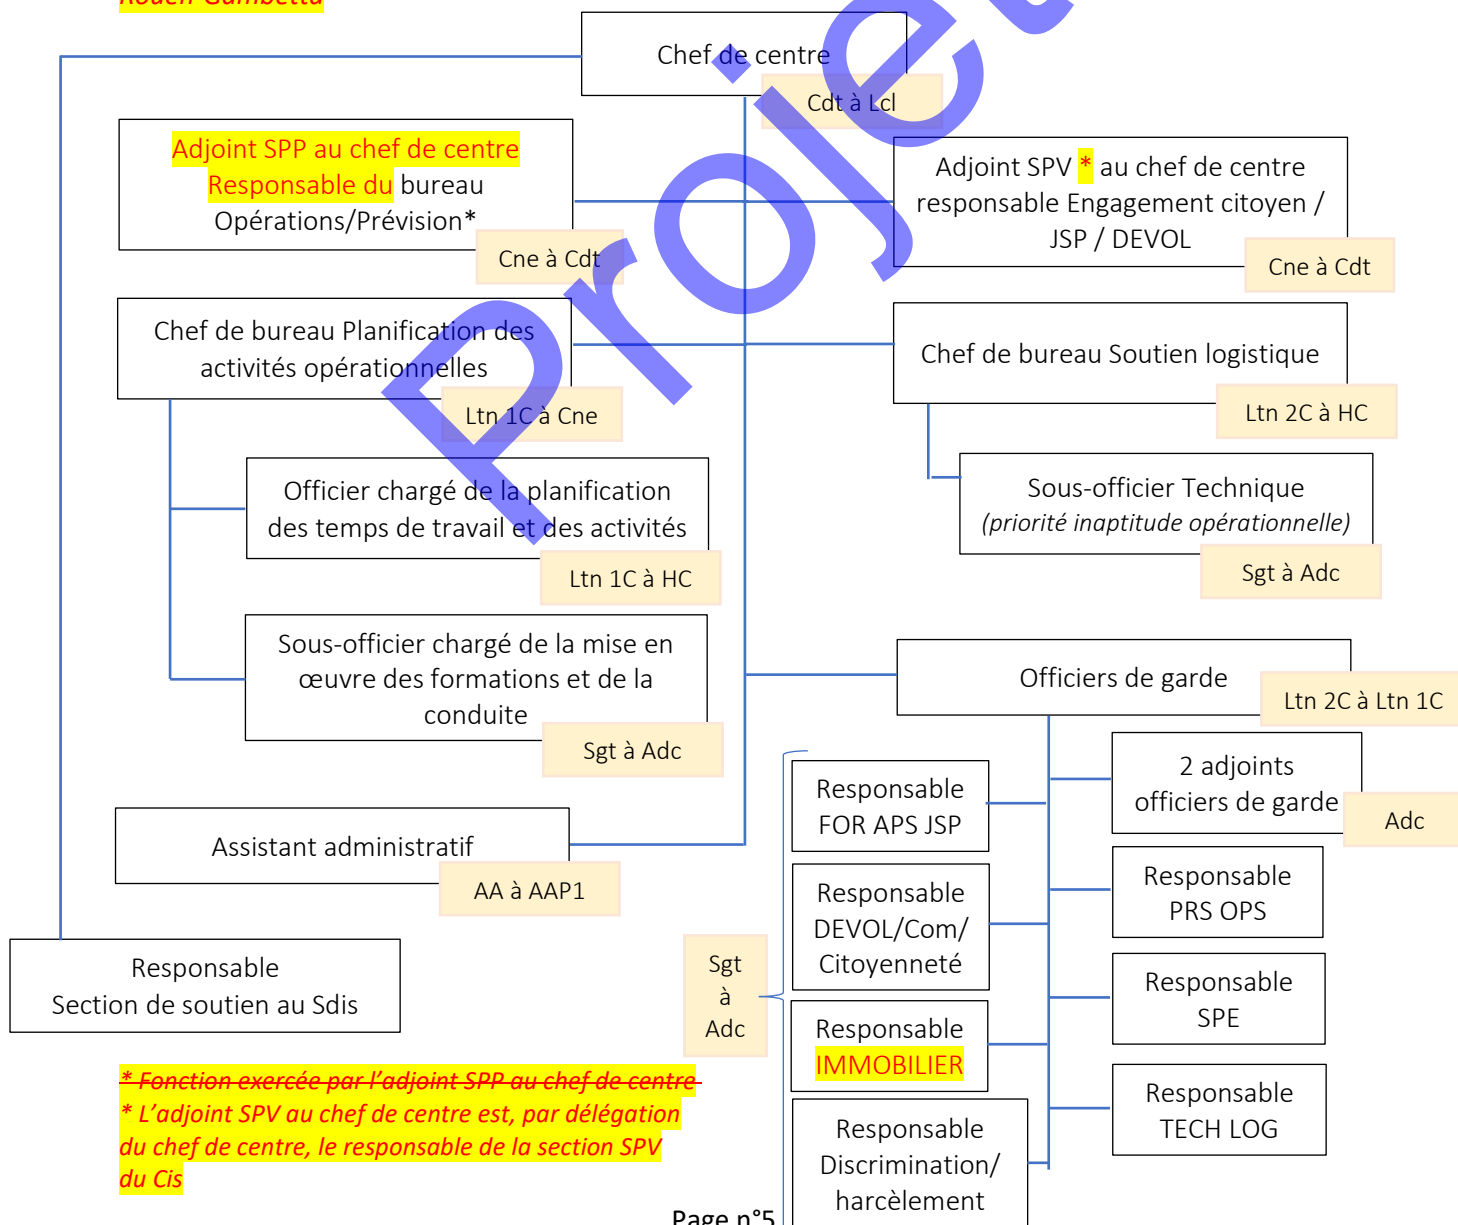 Rouen Gambetta
Chef de centre
Cdt à Lcl
Adjoint SPP au chef de centre
Responsable du bureau
Opérations/Prévision*
Cne à Cdt
Adjoint SPV * au chef de centre
responsable Engagement citoyen /
JSP / DEVOL
Cne à Cdt
Chef de bureau Planification des
activités opérationnelles
Ltn 1C à Cne
Chef de bureau Soutien logistique
Ltn 2C à HC
Officier chargé de la planification
des temps de travail et des activités
Ltn 1C à HC
Sous-officier Technique
(priorité inaptitude opérationnelle)
Sgt à Adc
Sous-officier chargé de la mise en
œuvre des formations et de la
conduite
Sgt à Adc
Officiers de garde
Ltn 2C à Ltn 1C
2 adjoints
officiers de garde
Adc
Responsable
FOR APS JSP
Assistant administratif
AA à AAP1
Responsable
PRS OPS
Responsable
DEVOL/Com/
Citoyenneté
Responsable
Section de soutien au Sdis
Sgt
à
Adc
Responsable
SPE
Responsable
IMMOBILIER
Responsable
TECH LOG
Responsable
Discrimination/
harcèlement
* Fonction exercée par l'adjoint SPP au chef de centre
* L'adjoint SPV au chef de centre est, par délégation
du chef de centre, le responsable de la section SPV
du Cis
Page n°5
Projet